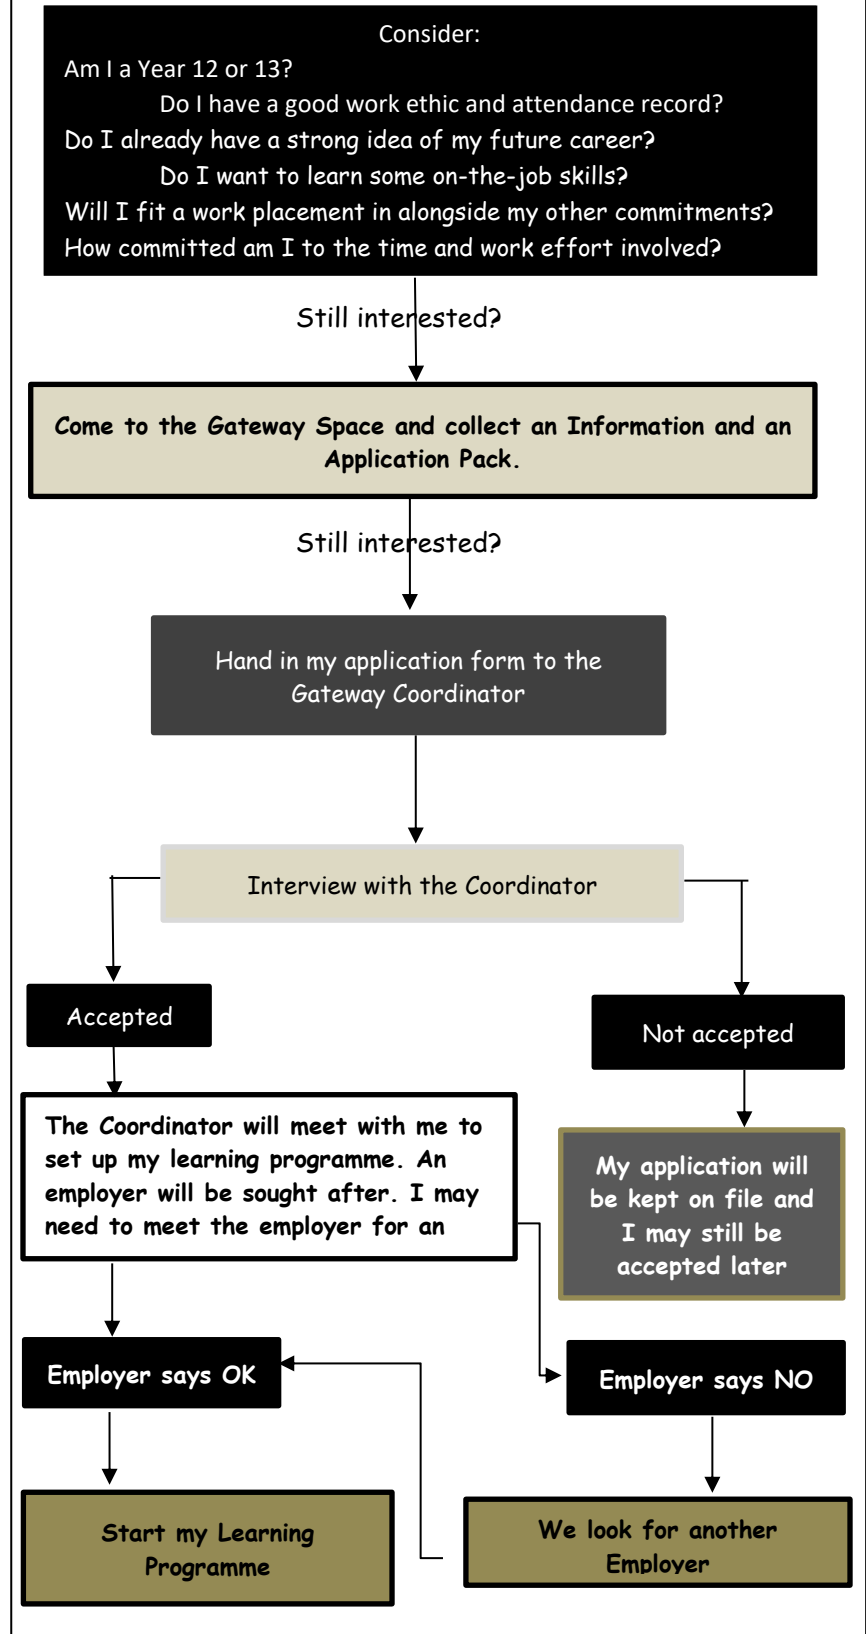 Consider:
Am I a Year 12 or 13?
Do I have a good work ethic and attendance record?
Do I already have a strong idea of my future career?
Do I want to learn some on-the-job skills?
Will I fit a work placement in alongside my other commitments?
How committed am I to the time and work effort involved?
Still interested?
Come to the Gateway Space and collect an Information and an
Application Pack.
Still interested?
Hand in my application form to the
Gateway Coordinator
Interview with the Coordinator
Accepted
Not accepted
The Coordinator will meet with me to
set up my learning programme. An
employer will be sought after. I may
need to meet the employer for an
My application will
be kept on file and
I may still be
accepted later
Employer says OK
Employer says NO
Start my Learning
Programme
We look for another
Employer